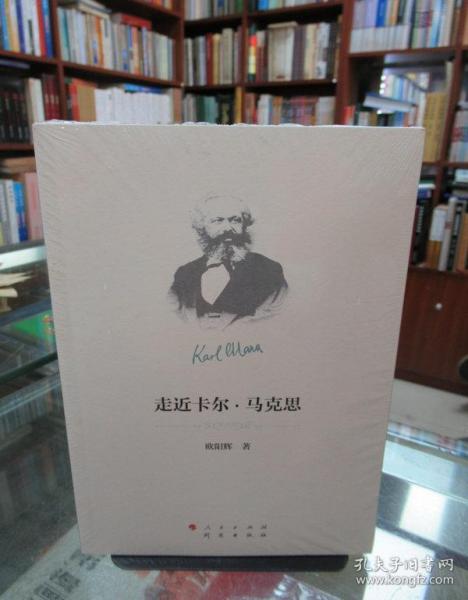 Karl Marx
走近卡尔·马克思
欧阳辉 著
人民出版社
研究出版社
孔夫子旧书网
www.kongfz.com